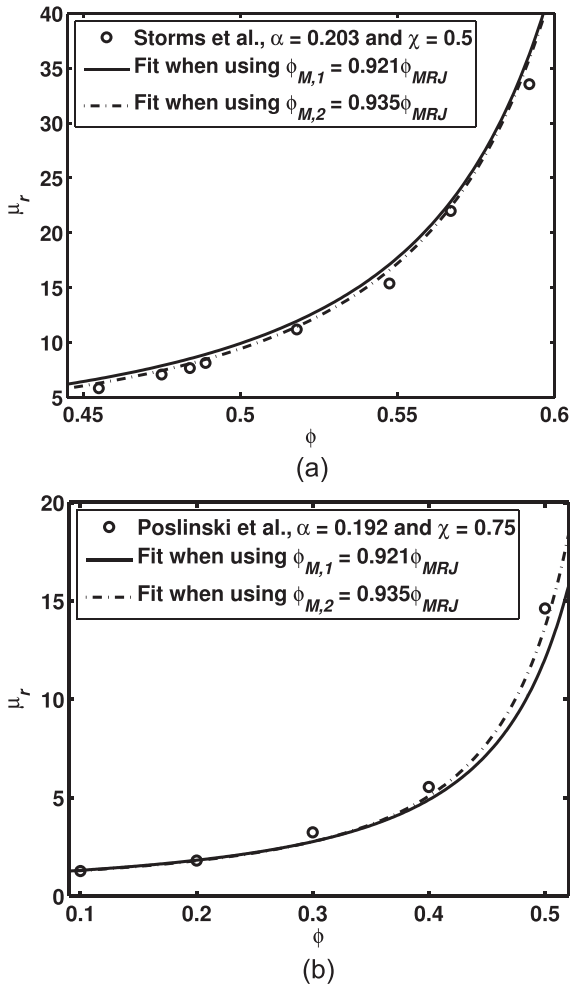 40
35
30
25
20
15
10
5
μr
Storms et al., α = 0.203 and χ = 0.5
Fit when using ϕM,1 = 0.921ϕMRJ
Fit when using ϕM,2 = 0.935ϕMRJ
0.45 0.5 0.55 0.6
ϕ
(a)
20
15
10
5
0
μr
Poslinski et al., α = 0.192 and χ = 0.75
Fit when using ϕM,1 = 0.921ϕMRJ
Fit when using ϕM,2 = 0.935ϕMRJ
0.1 0.2 0.3 0.4 0.5
ϕ
(b)